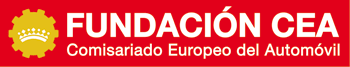 FUNDACIÓN CEA
Comisariado Europeo del Automóvil